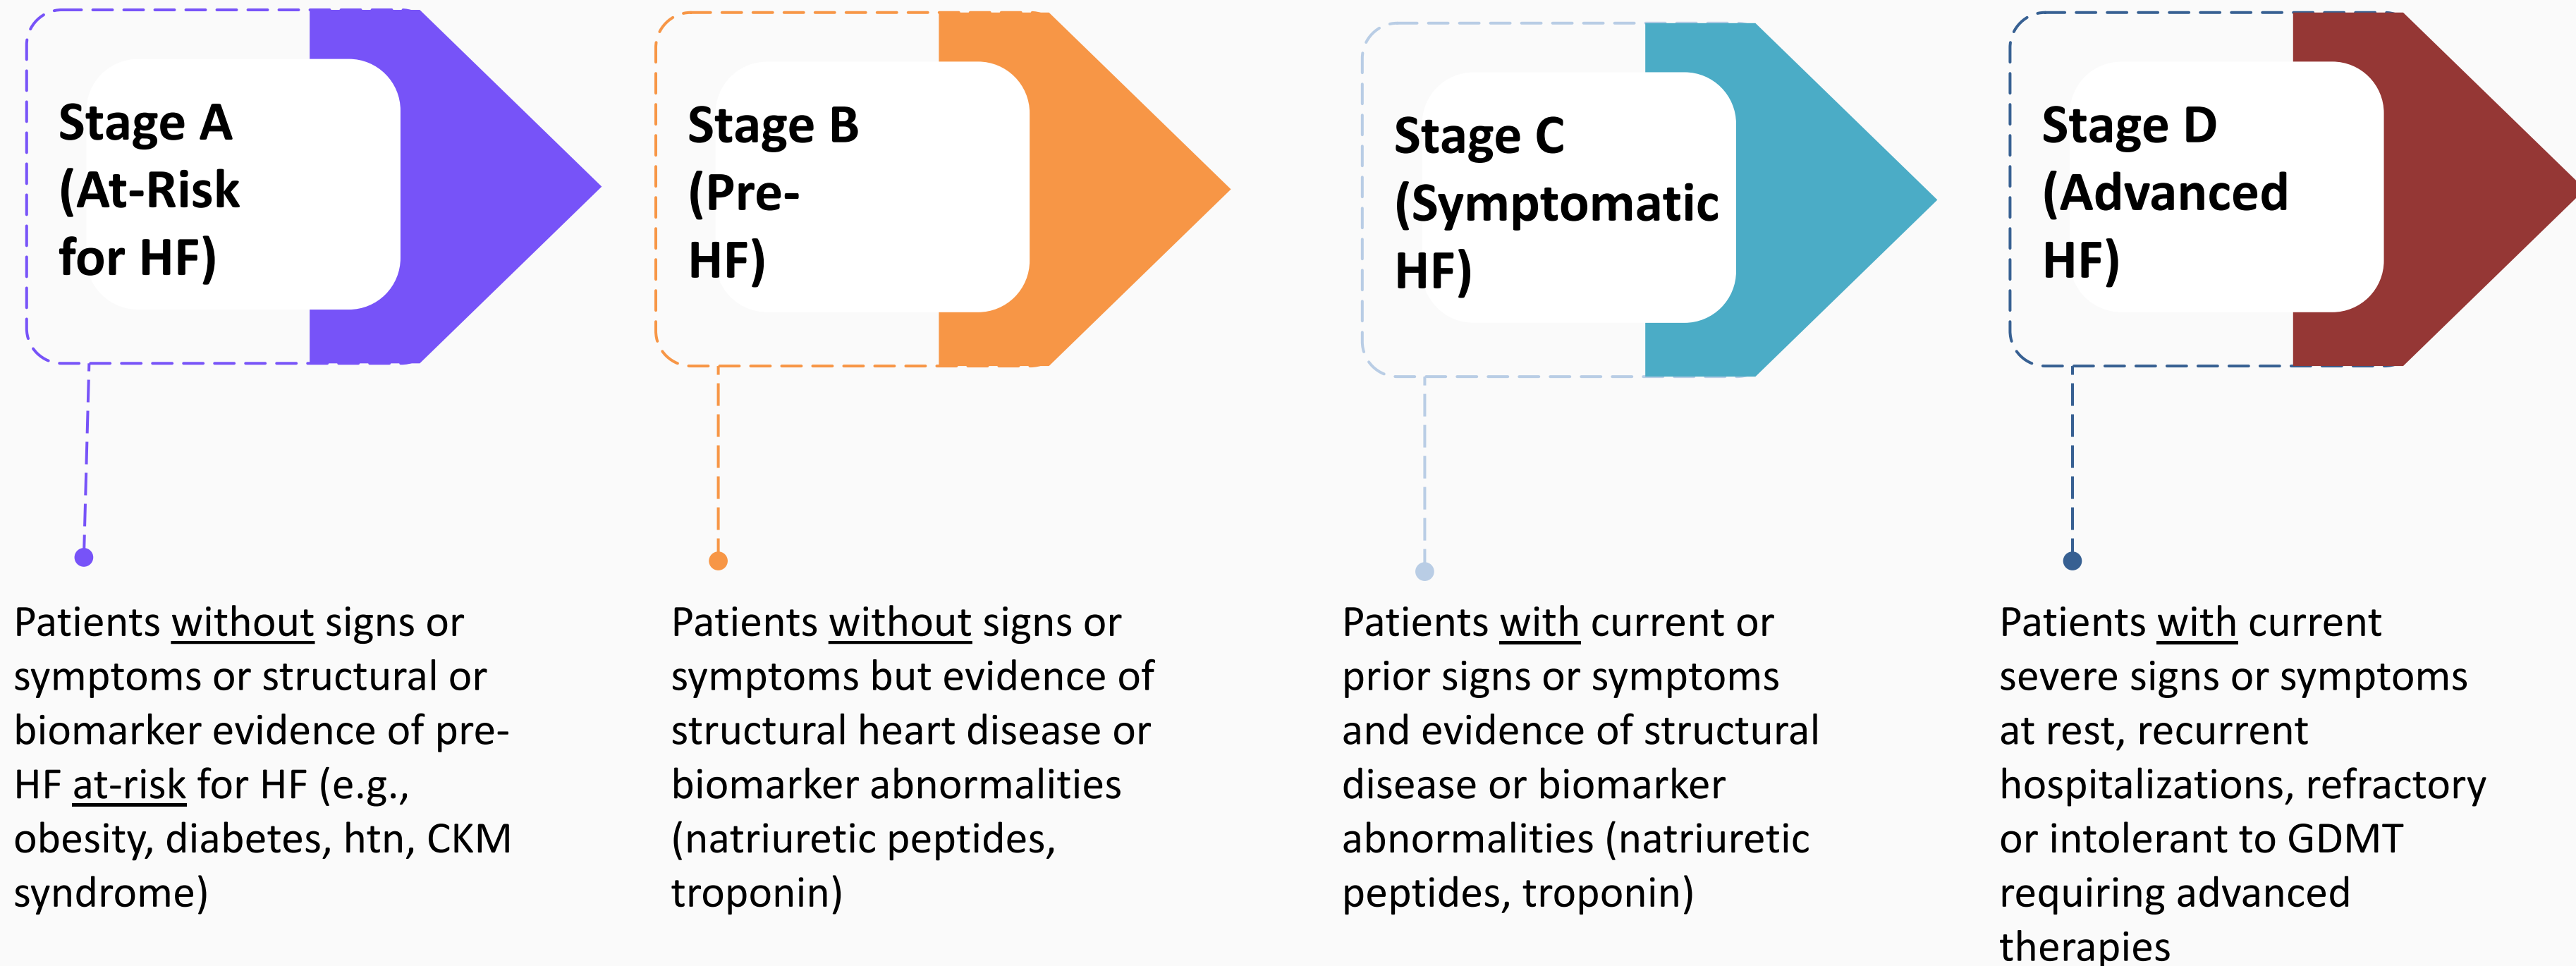 Stage A
(At-Risk
for HF)
Stage B
(Pre-
HF)
Stage C
(Symptomatic
HF)
Stage D
(Advanced
HF)
Patients without signs or
symptoms or structural or
biomarker evidence of pre-
HF at-risk for HF (e.g.,
obesity, diabetes, htn, CKM
syndrome)
Patients without signs or
symptoms but evidence of
structural heart disease or
biomarker abnormalities
(natriuretic peptides,
troponin)
Patients with current or
prior signs or symptoms
and evidence of structural
disease or biomarker
abnormalities (natriuretic
peptides, troponin)
Patients with current
severe signs or symptoms
at rest, recurrent
hospitalizations, refractory
or intolerant to GDMT
requiring advanced
therapies